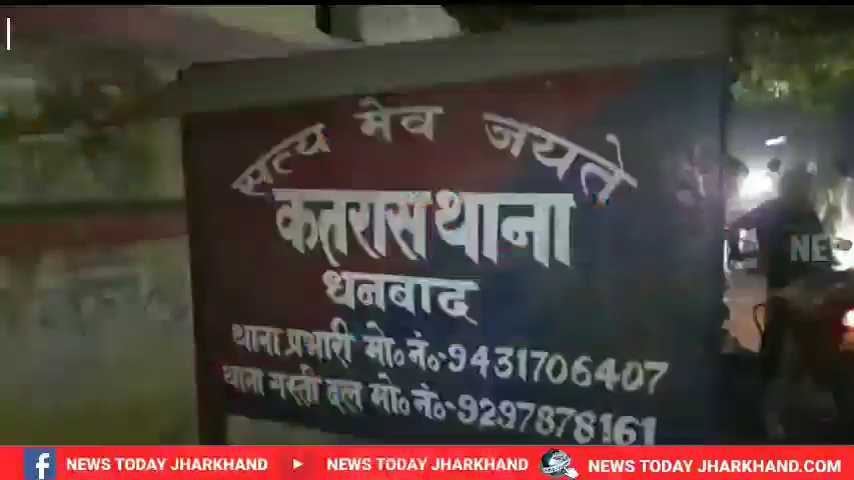 सत्य मेव जयते
कतरास थाना
धनबाद
थाना प्रभारी मो० नं०-9431706407
थाना गस्ती दल मो० नं०-9297878161
NEWS TODAY JHARKHAND NEWS TODAY JHARKHAND NEWS TODAY JHARKHAND.COM